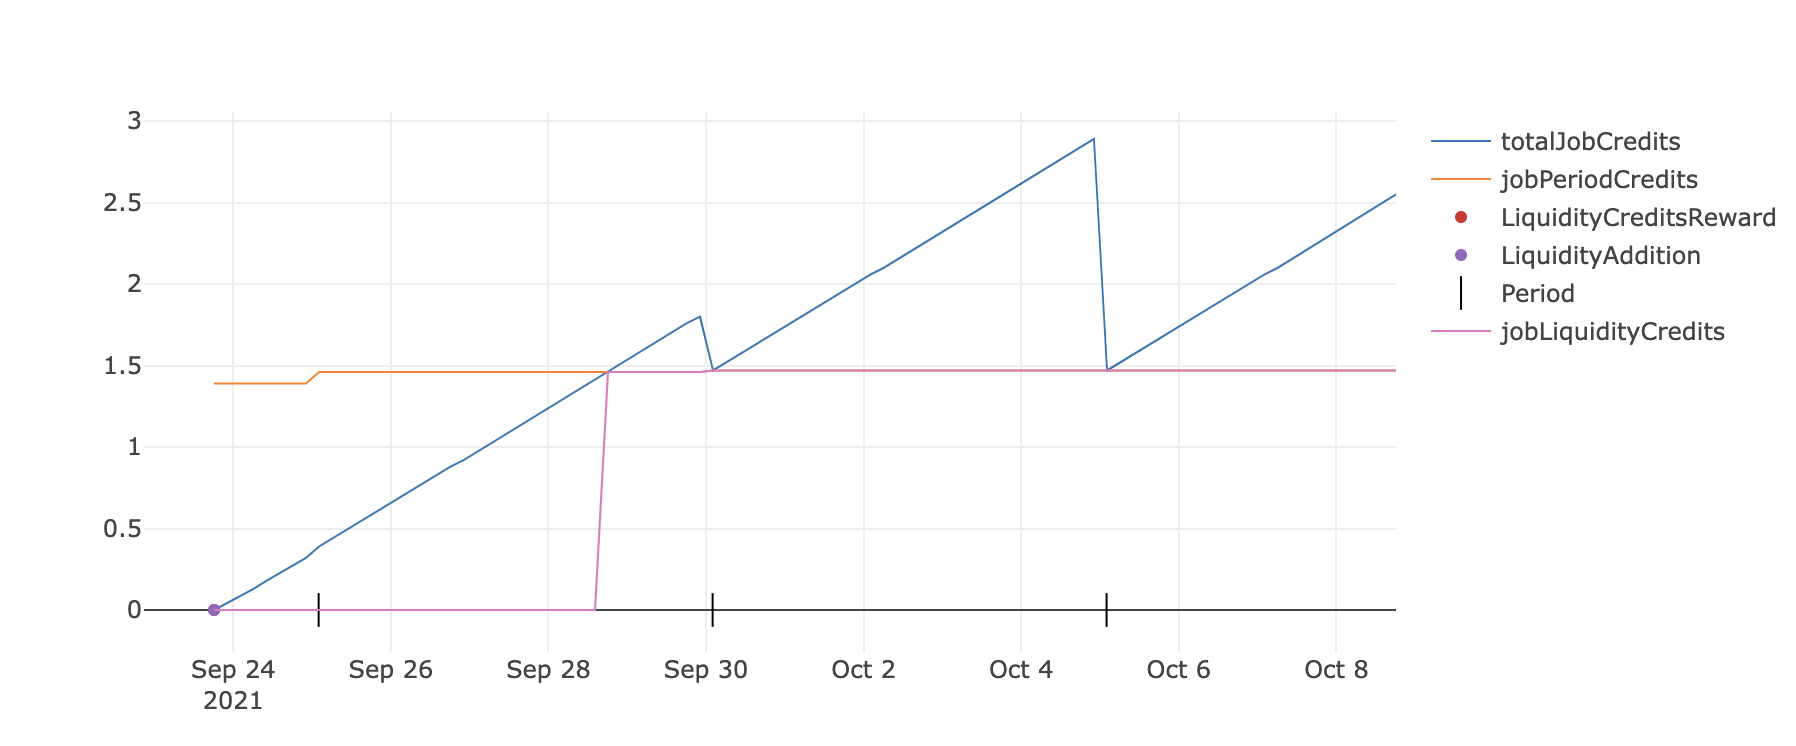 3
2.5
2
1.5
1
0.5
0
Sep 24
2021
Sep 26
Sep 28
Sep 30
Oct 2
Oct 4
Oct 6
Oct 8
totalJobCredits
jobPeriodCredits
LiquidityCreditsReward
LiquidityAddition
Period
jobLiquidityCredits